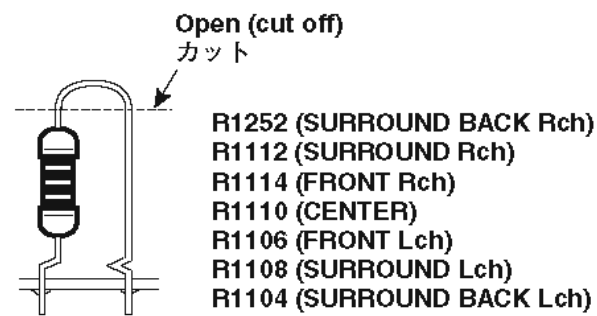 Open (cut off)
カット
R1252 (SURROUND BACK Rch)
R1112 (SURROUND Rch)
R1114 (FRONT Rch)
R1110 (CENTER)
R1106 (FRONT Lch)
R1108 (SURROUND Lch)
R1104 (SURROUND BACK Lch)